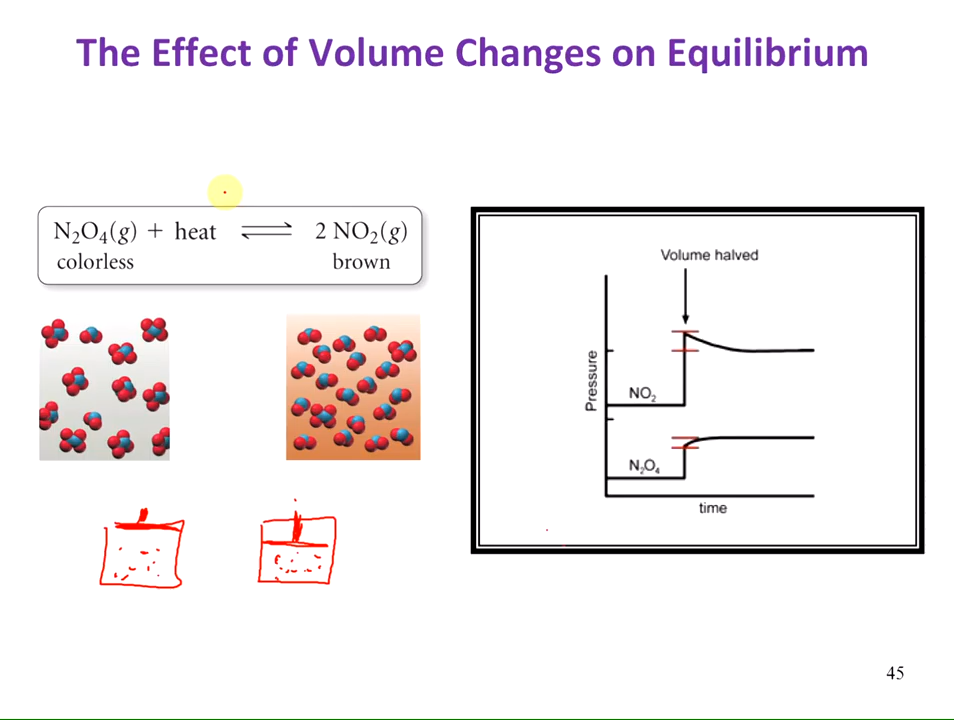 The Effect of Volume Changes on Equilibrium
N₂O₄(g) + heat ⇌ 2 NO₂(g)
colorless brown
Volume halved
Pressure
NO₂
N₂O₄
time
45